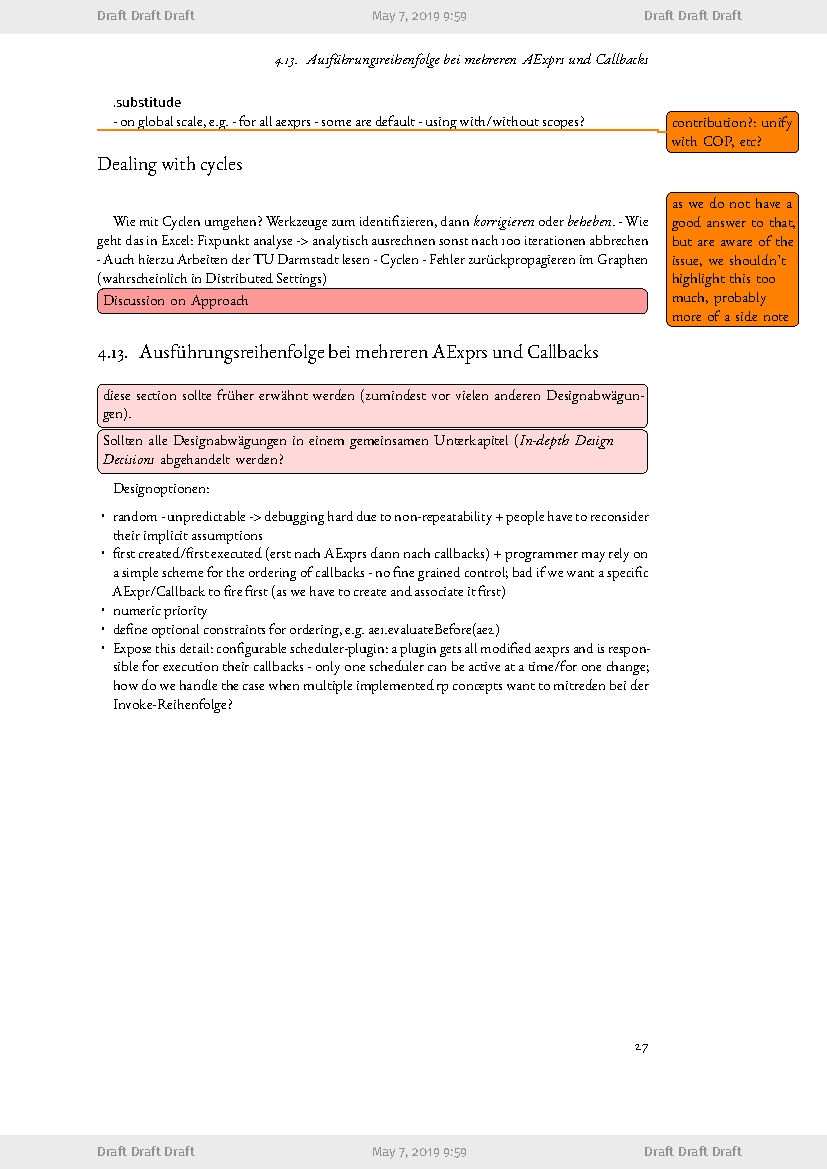 Draft Draft Draft May 7, 2019 9:59 Draft Draft Draft
4.13. Ausführungsreihenfolge bei mehreren AExprs und Callbacks
.substitude
- on global scale, e.g. - for all aexprs - some are default - using with/without scopes?
contribution?: unify
with COP, etc?
Dealing with cycles
Wie mit Cyclen umgehen? Werkzeuge zum identifizieren, dann korrigieren oder beheben. - Wie
geht das in Excel: Fixpunkt analyse -> analytisch ausrechnen sonst nach 100 iterationen abbrechen
- Auch hierzu Arbeiten der TU Darmstadt lesen - Cyclen - Fehler zurückpropagieren im Graphen
(wahrscheinlich in Distributed Settings)
as we do not have a
good answer to that,
but are aware of the
issue, we shouldn't
highlight this too
much, probably
more of a side note
Discussion on Approach
4.13. Ausführungsreihenfolge bei mehreren AExprs und Callbacks
diese section sollte früher erwähnt werden (zumindest vor vielen anderen Designabwägun-
gen).
Sollten alle Designabwägungen in einem gemeinsamen Unterkapitel (In-depth Design
Decisions abgehandelt werden?
Designoptionen:
• random - unpredictable -> debugging hard due to non-repeatability + people have to reconsider
their implicit assumptions
• first created/first executed (erst nach AExprs dann nach callbacks) + programmer may rely on
a simple scheme for the ordering of callbacks - no fine grained control; bad if we want a specific
AExpr/Callback to fire first (as we have to create and associate it first)
• numeric priority
• define optional constraints for ordering, e.g. ae1.evaluateBefore(ae2)
• Expose this detail: configurable scheduler-plugin: a plugin gets all modified aexprs and is respon-
sible for execution their callbacks - only one scheduler can be active at a time/for one change;
how do we handle the case when multiple implemented rp concepts want to mitreden bei der
Invoke-Reihenfolge?
27
Draft Draft Draft May 7, 2019 9:59 Draft Draft Draft